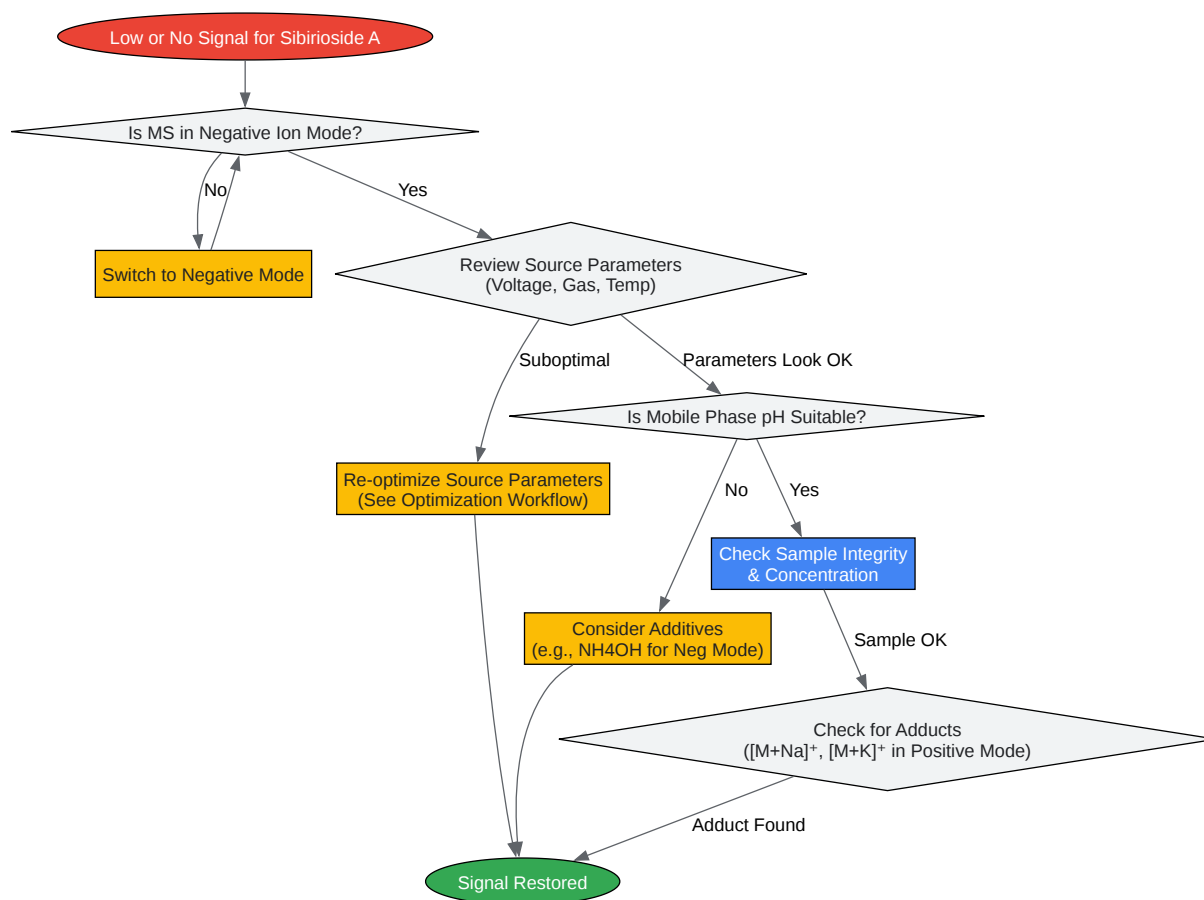 Low or No Signal for Sibirioside A
Is MS in Negative Ion Mode?
No
Yes
Switch to Negative Mode
Review Source Parameters
(Voltage, Gas, Temp)
Suboptimal
Parameters Look OK
Is Mobile Phase pH Suitable?
Re-optimize Source Parameters
(See Optimization Workflow)
No
Yes
Check Sample Integrity
& Concentration
Consider Additives
(e.g., NH4OH for Neg Mode)
Sample OK
Check for Adducts
([M+Na]⁺, [M+K]⁺ in Positive Mode)
Adduct Found
Signal Restored